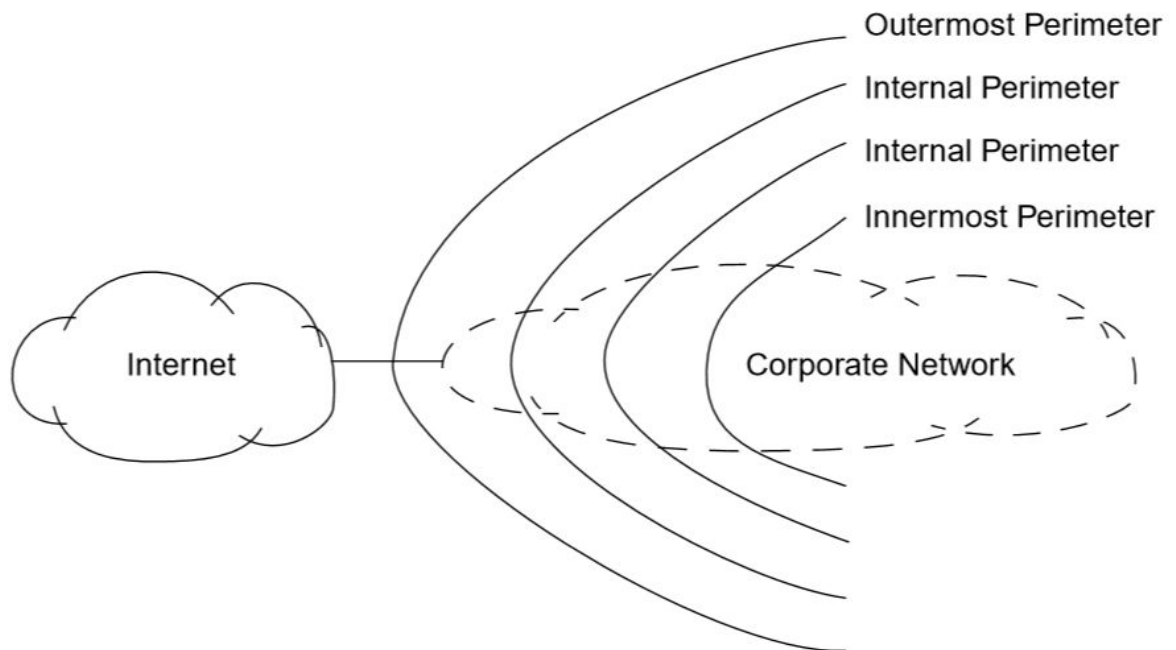 Outermost Perimeter
Internal Perimeter
Internal Perimeter
Innermost Perimeter
Internet
Corporate Network